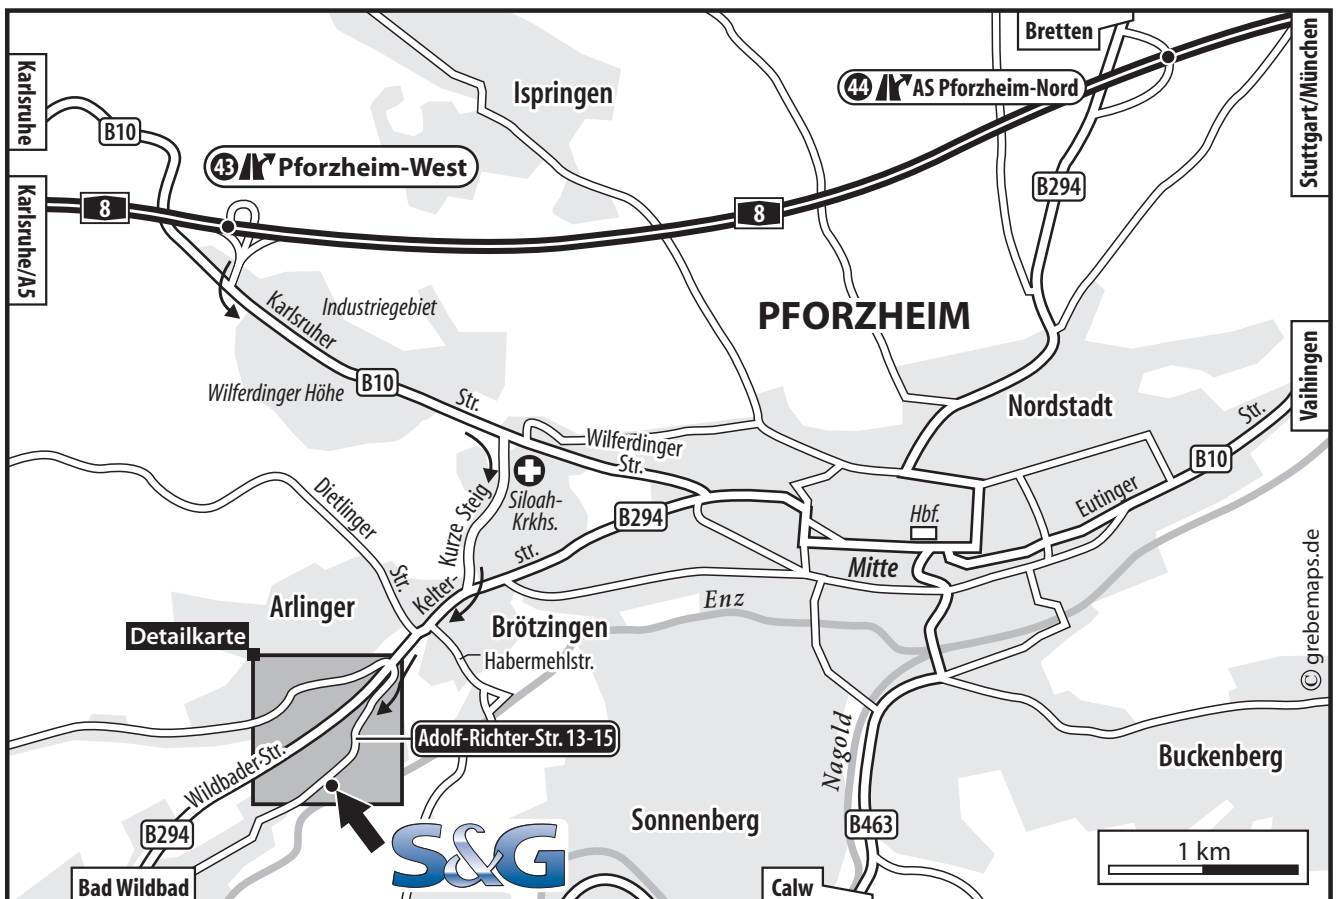 Bretten
Karlsruhe
Stuttgart/München
Ispringen
44 AS Pforzheim-Nord
B10
43 Pforzheim-West
B294
Karlsruhe/A5
8
8
Karlsruher
Str.
Industriegebiet
PFORZHEIM
Vaihingen
B10
Wilferdinger Höhe
Nordstadt
Str.
Wilferdinger
Str.
B10
Dietlinger
Str.
Kurze Steig
Siloah-
Krkhs.
B294
Hbf.
Eutinger
Kelter-
str.
Mitte
Enz
Arlinger
Brötzingen
Detailkarte
Habermehlstr.
© grebemaps.de
Adolf-Richter-Str. 13-15
Nagold
Buckenberg
Wildbader-Str.
Sonnenberg
B294
B463
S&G
1 km
Bad Wildbad
Calw